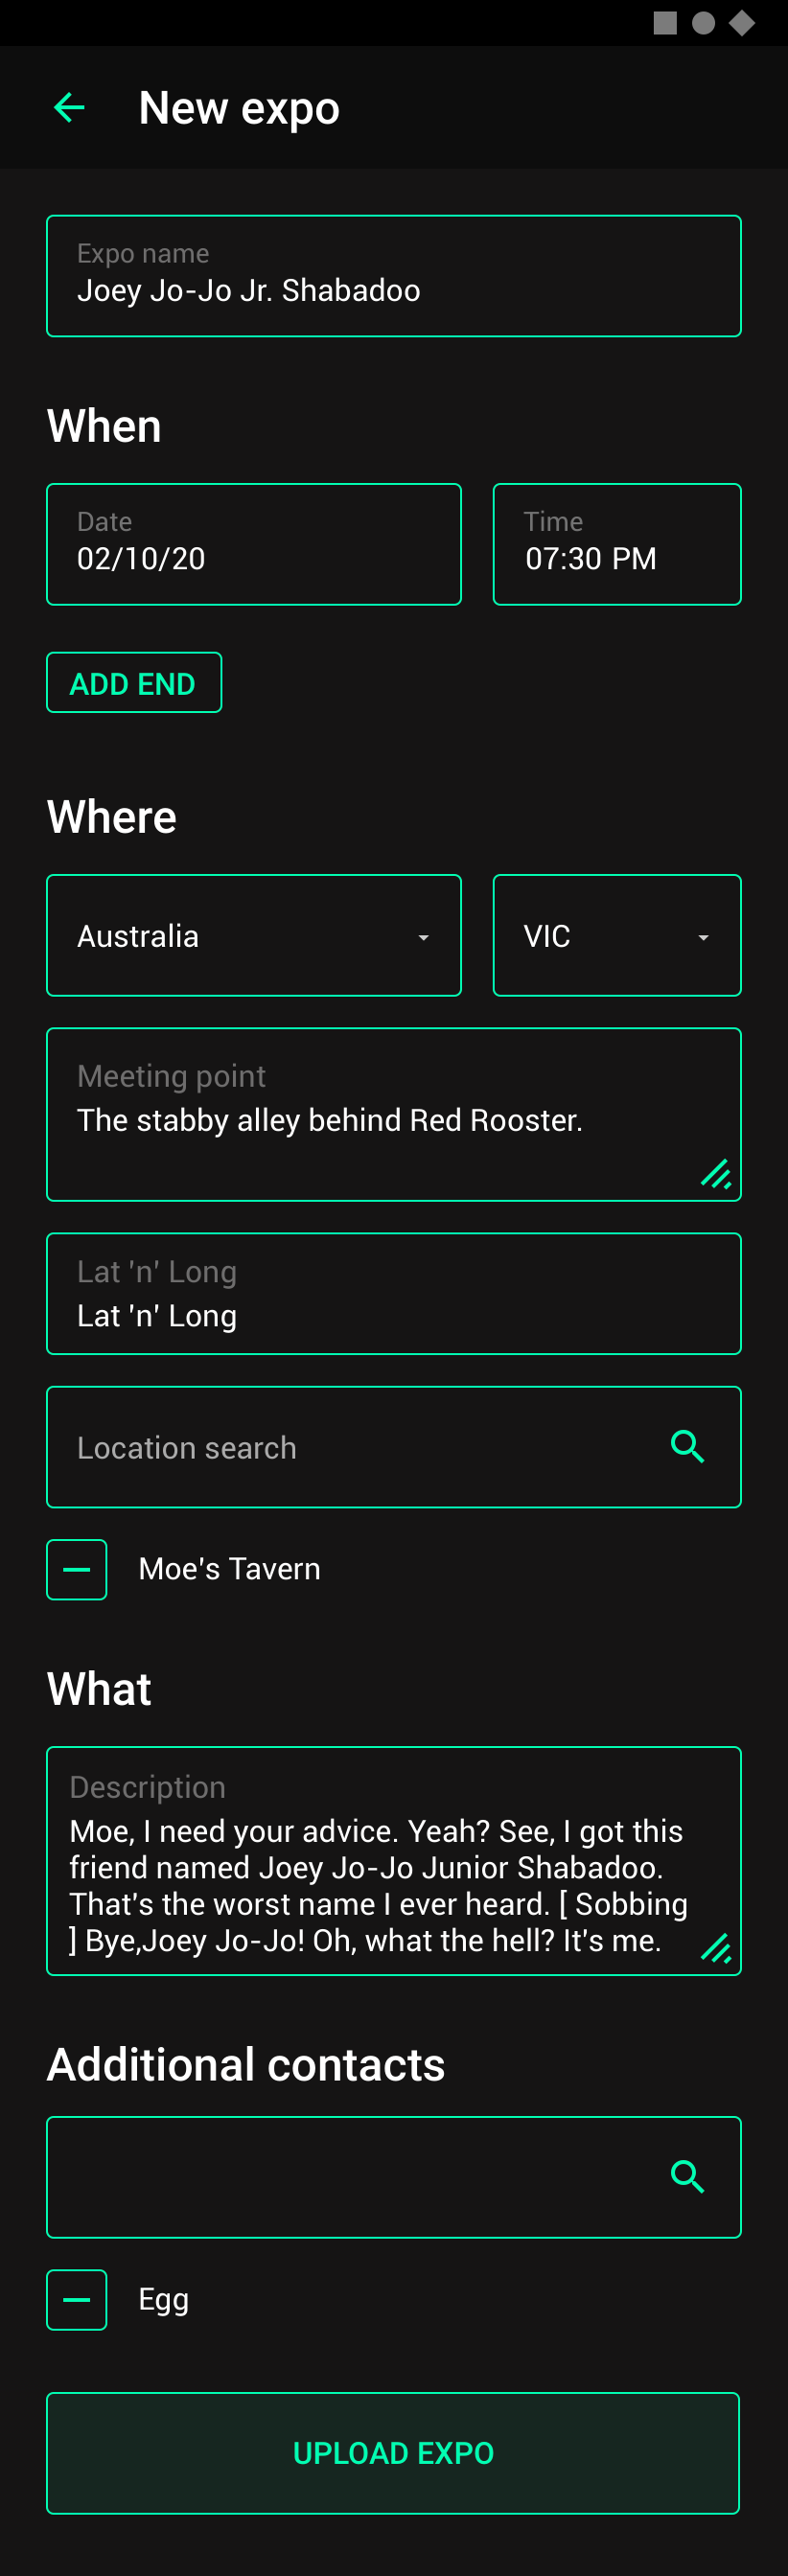 New expo
Expo name
Joey Jo-Jo Jr. Shabadoo
When
Date
02/10/20
Time
07:30 PM
ADD END
Where
Australia
VIC
Meeting point
The stabby alley behind Red Rooster.
Lat 'n' Long
Lat 'n' Long
Location search
Moe's Tavern
What
Description
Moe, I need your advice. Yeah? See, I got this
friend named Joey Jo-Jo Junior Shabadoo.
That's the worst name I ever heard. [ Sobbing
] Bye,Joey Jo-Jo! Oh, what the hell? It's me.
Additional contacts
Egg
UPLOAD EXPO